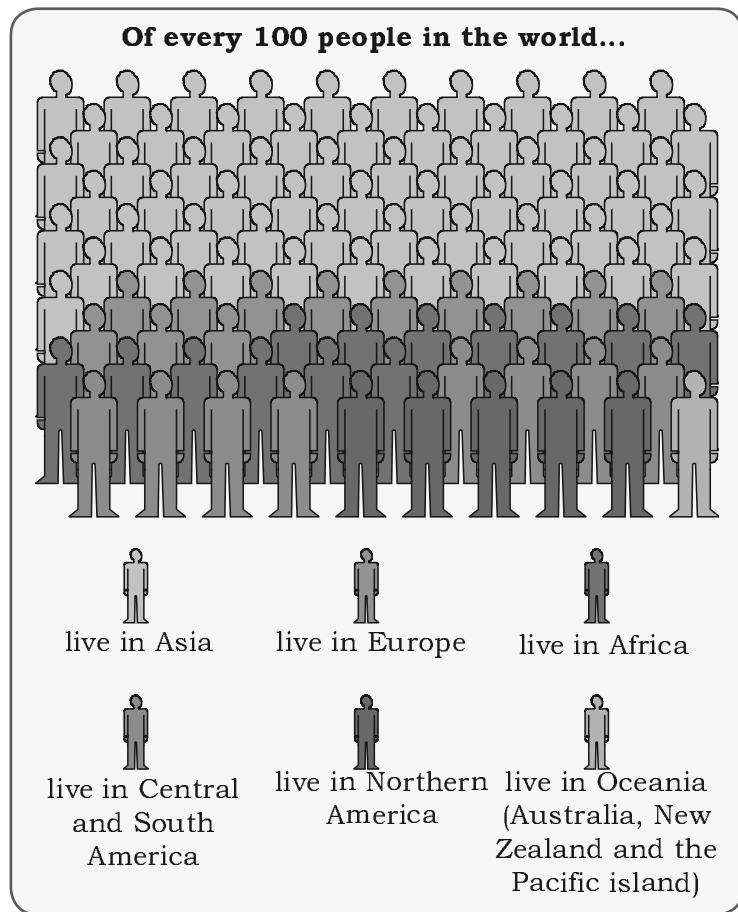 Of every 100 people in the world...
live in Asia
live in Europe
live in Africa
live in Central
and South
America
live in Northern
America
live in Oceania
(Australia, New
Zealand and the
Pacific island)